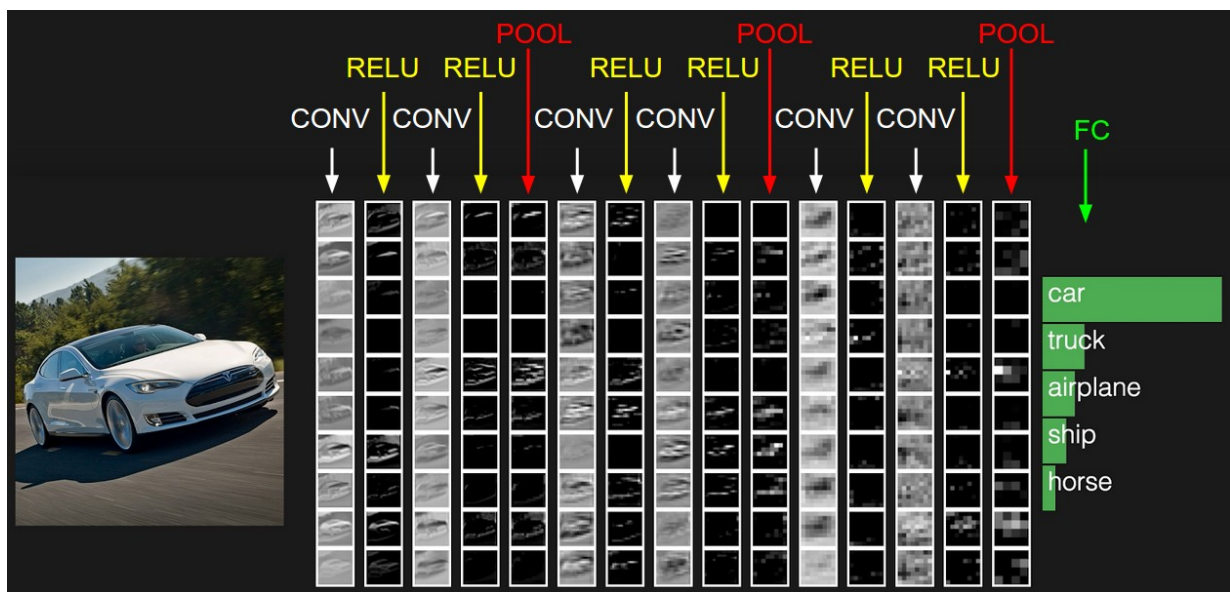 POOL POOL POOL
RELU RELU RELU RELU RELU RELU
CONV CONV CONV CONV CONV CONV
FC
car
truck
airplane
ship
horse